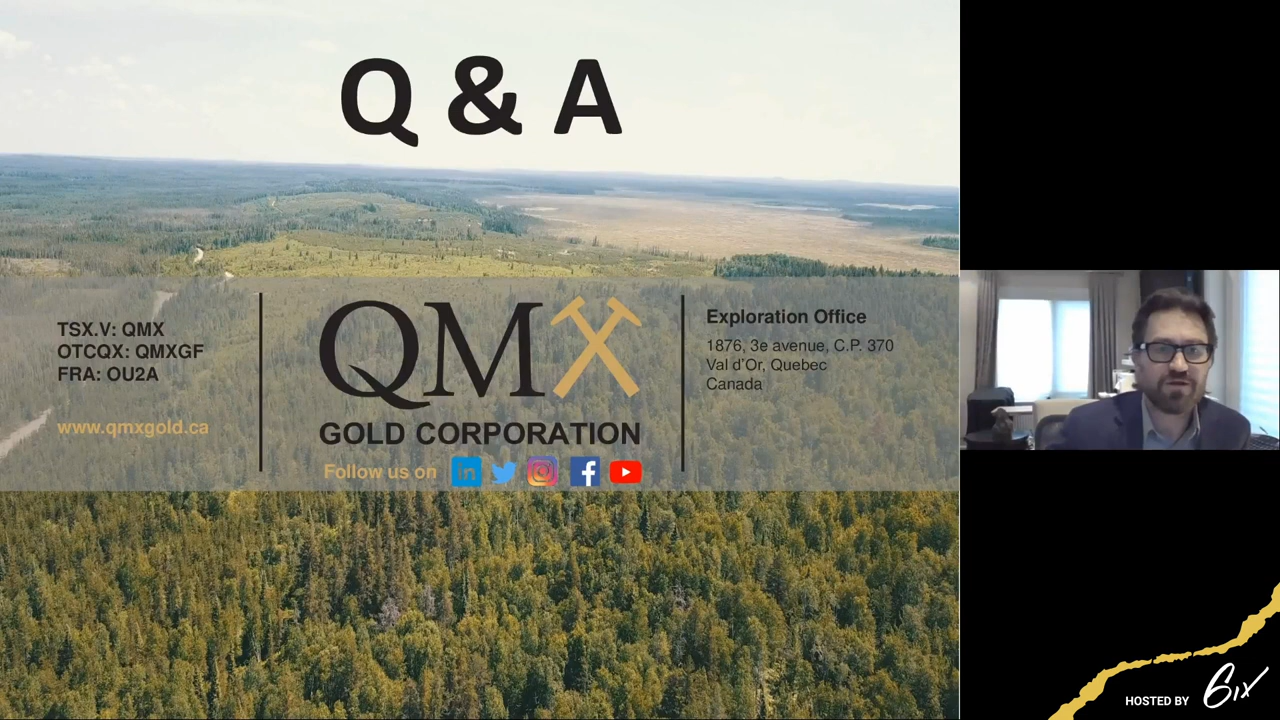 Q & A
TSX.V: QMX
OTCQX: QMXGF
FRA: OU2A
www.qmxgold.ca
QMX
GOLD CORPORATION
Follow us on
in
Exploration Office
1876, 3e avenue, C.P. 370
Val d'Or, Quebec
Canada
HOSTED BY 6ix